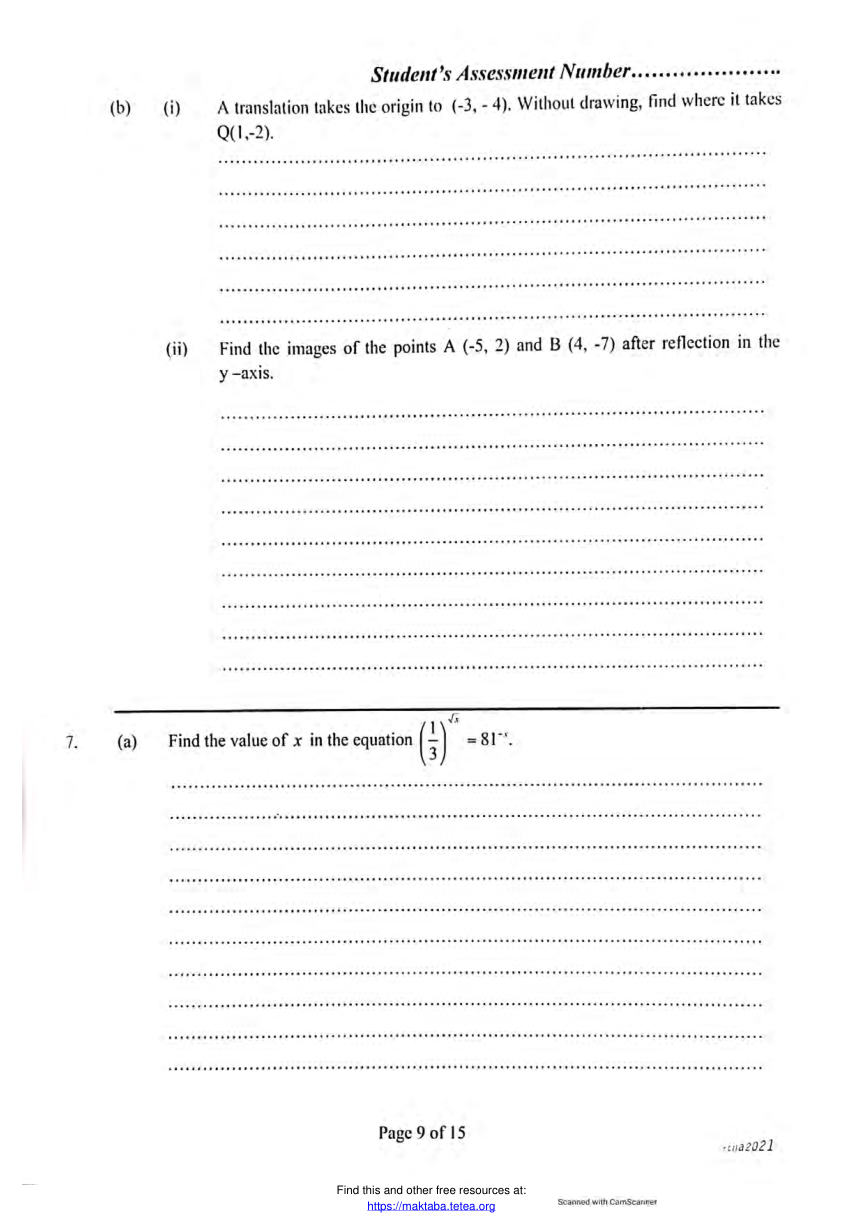 Student's Assessment Number.......................
(b) (i) A translation takes the origin to (-3, - 4). Without drawing, find where it takes
Q(1,-2).
(ii) Find the images of the points A (-5, 2) and B (4, -7) after reflection in the
y –axis.
7. (a) Find the value of x in the equation (1/3)^√x = 81^-x.
Page 9 of 15
2021
Find this and other free resources at:
https://maktaba.tetea.org
Scanned with CamScanner